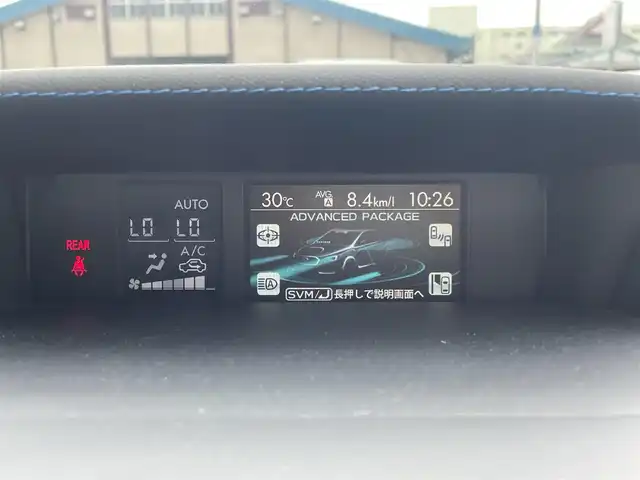 REAR
AUTO
LO LO
A/C
30℃ AVG A 8.4km/l 10:26
ADVANCED PACKAGE
A
SVM/ 長押しで説明画面へ